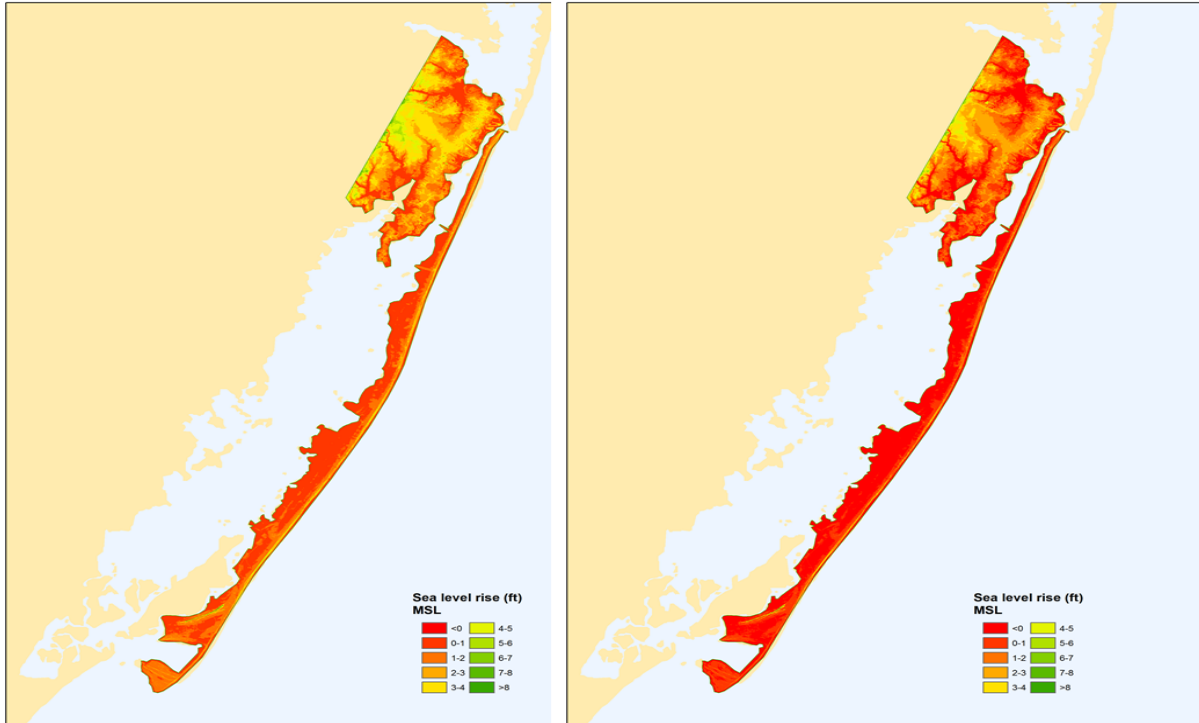 Sea level rise (ft)
MSL
<0 4-5
0-1 5-6
1-2 6-7
2-3 7-8
3-4 >8
Sea level rise (ft)
MSL
<0 4-5
0-1 5-6
1-2 6-7
2-3 7-8
3-4 >8